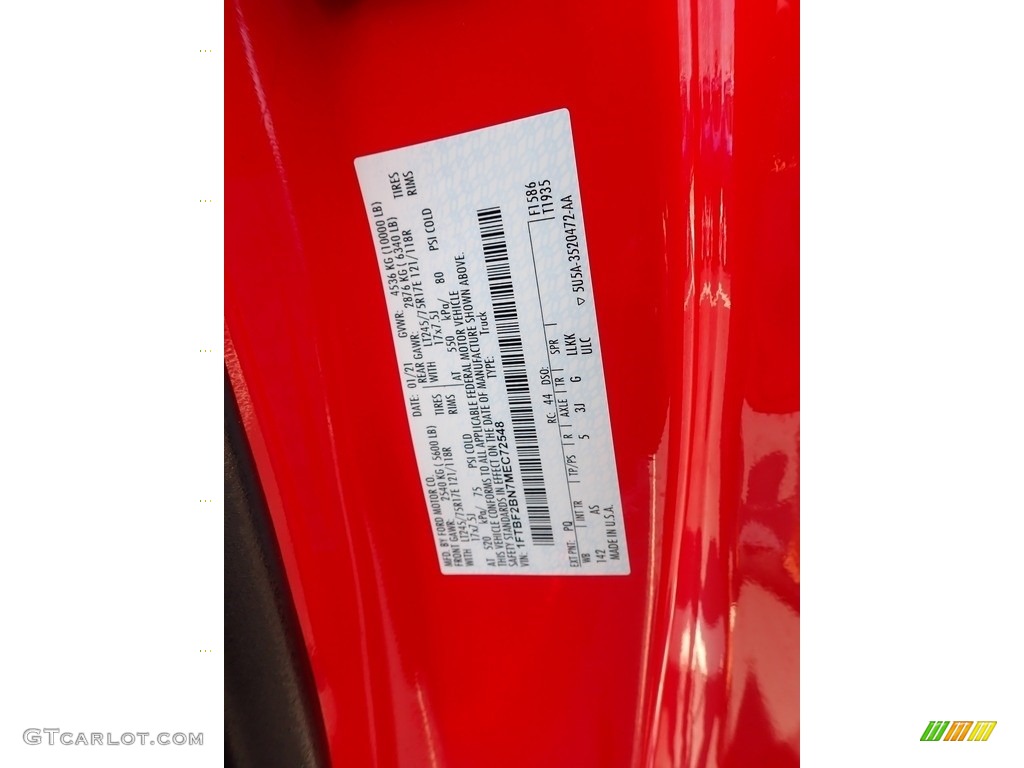 MFD. BY FORD MOTOR CO.
DATE: 01/21 GVWR: 4536 KG (10000 LB)
FRONT GAWR: 2540 KG (5600 LB) REAR GAWR: 2876 KG (6340 LB)
WITH LT245/75R17E 121/118R TIRES WITH LT245/75R17E 121/118R TIRES
17x7.5J RIMS 17x7.5J RIMS
AT 520 kPa/ 75 PSI COLD AT 550 kPa/ 80 PSI COLD
THIS VEHICLE CONFORMS TO ALL APPLICABLE FEDERAL MOTOR VEHICLE
SAFETY STANDARDS IN EFFECT ON THE DATE OF MANUFACTURE SHOWN ABOVE.
VIN: 1FTBF2BN7MEC72548 TYPE: Truck
F1586
T1935
EXT PNT: PQ RC: 44 DSO:
WB INT TR TP/PS R AXLE TR SPR
142 AS 5 3J G LLKK
MADE IN U.S.A. ULC
▽ 5U5A-3520472-AA
GTCARLOT.COM